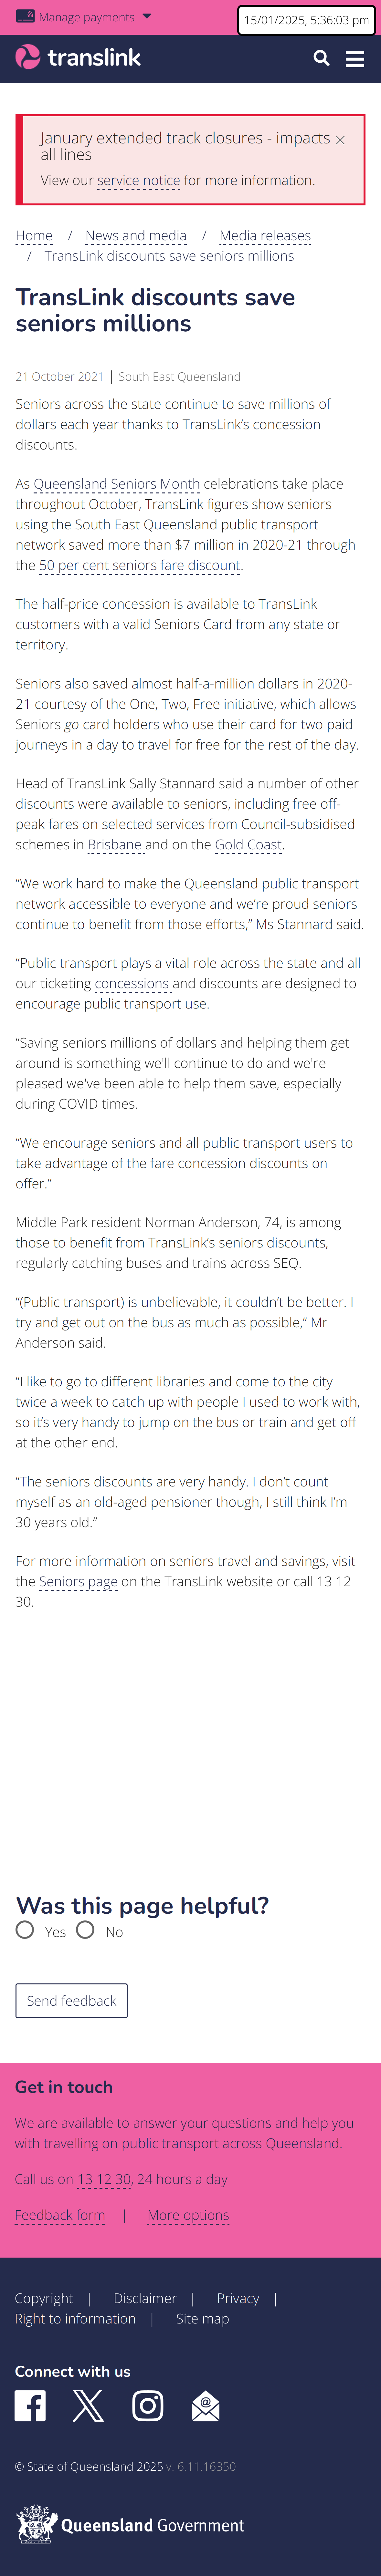 Manage payments
15/01/2025, 5:36:03 pm
translink
January extended track closures - impacts
all lines
View our service notice for more information.
Home / News and media / Media releases
/ TransLink discounts save seniors millions
TransLink discounts save
seniors millions
21 October 2021 | South East Queensland
Seniors across the state continue to save millions of
dollars each year thanks to TransLink’s concession
discounts.
As Queensland Seniors Month celebrations take place
throughout October, TransLink figures show seniors
using the South East Queensland public transport
network saved more than $7 million in 2020-21 through
the 50 per cent seniors fare discount.
The half-price concession is available to TransLink
customers with a valid Seniors Card from any state or
territory.
Seniors also saved almost half-a-million dollars in 2020-
21 courtesy of the One, Two, Free initiative, which allows
Seniors go card holders who use their card for two paid
journeys in a day to travel for free for the rest of the day.
Head of TransLink Sally Stannard said a number of other
discounts were available to seniors, including free off-
peak fares on selected services from Council-subsidised
schemes in Brisbane and on the Gold Coast.
“We work hard to make the Queensland public transport
network accessible to everyone and we’re proud seniors
continue to benefit from those efforts,” Ms Stannard said.
“Public transport plays a vital role across the state and all
our ticketing concessions and discounts are designed to
encourage public transport use.
“Saving seniors millions of dollars and helping them get
around is something we'll continue to do and we're
pleased we've been able to help them save, especially
during COVID times.
“We encourage seniors and all public transport users to
take advantage of the fare concession discounts on
offer.”
Middle Park resident Norman Anderson, 74, is among
those to benefit from TransLink’s seniors discounts,
regularly catching buses and trains across SEQ.
“(Public transport) is unbelievable, it couldn’t be better. I
try and get out on the bus as much as possible,” Mr
Anderson said.
“I like to go to different libraries and come to the city
twice a week to catch up with people I used to work with,
so it’s very handy to jump on the bus or train and get off
at the other end.
“The seniors discounts are very handy. I don’t count
myself as an old-aged pensioner though, I still think I’m
30 years old.”
For more information on seniors travel and savings, visit
the Seniors page on the TransLink website or call 13 12
30.
Was this page helpful?
Yes No
Send feedback
Get in touch
We are available to answer your questions and help you
with travelling on public transport across Queensland.
Call us on 13 12 30, 24 hours a day
Feedback form | More options
Copyright | Disclaimer | Privacy |
Right to information | Site map
Connect with us
© State of Queensland 2025 v. 6.11.16350
Queensland Government